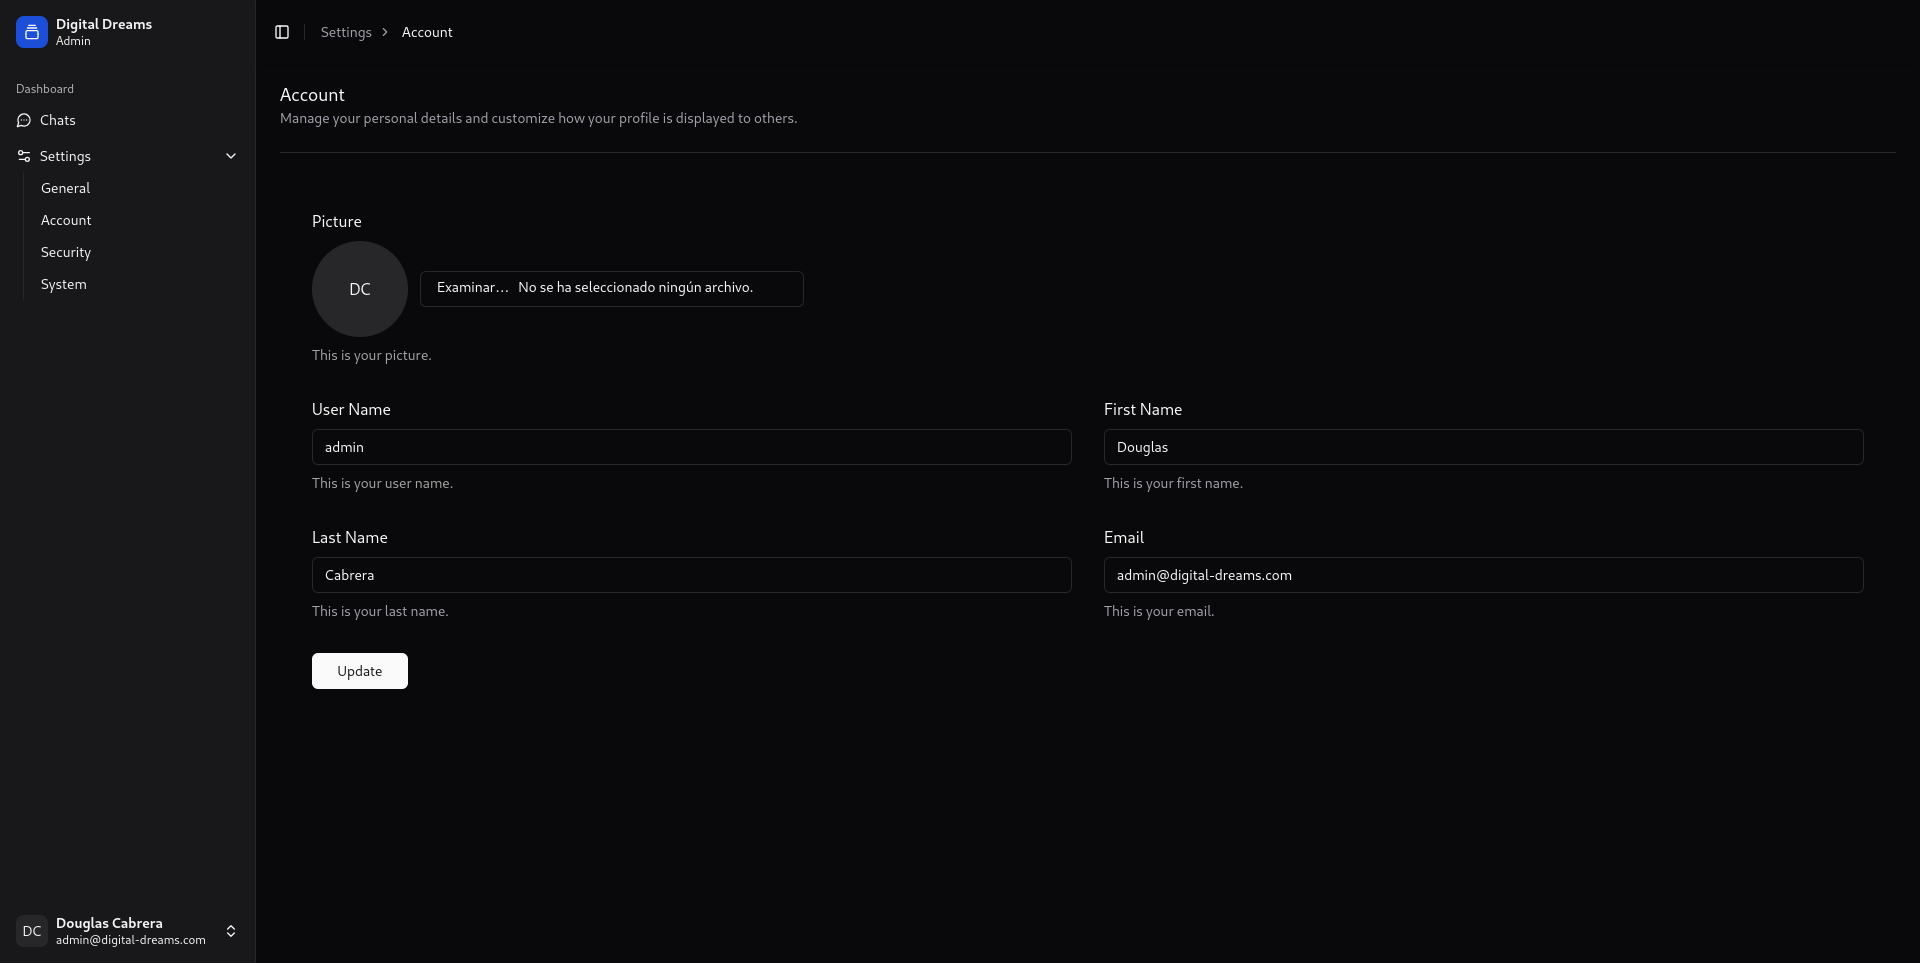 Digital Dreams
Admin
Dashboard
Chats
Settings
General
Account
Security
System
DC
Douglas Cabrera
admin@digital-dreams.com
Settings
Account
Account
Manage your personal details and customize how your profile is displayed to others.
Picture
DC
Examinar... No se ha seleccionado ningún archivo.
This is your picture.
User Name
admin
This is your user name.
First Name
Douglas
This is your first name.
Last Name
Cabrera
This is your last name.
Email
admin@digital-dreams.com
This is your email.
Update